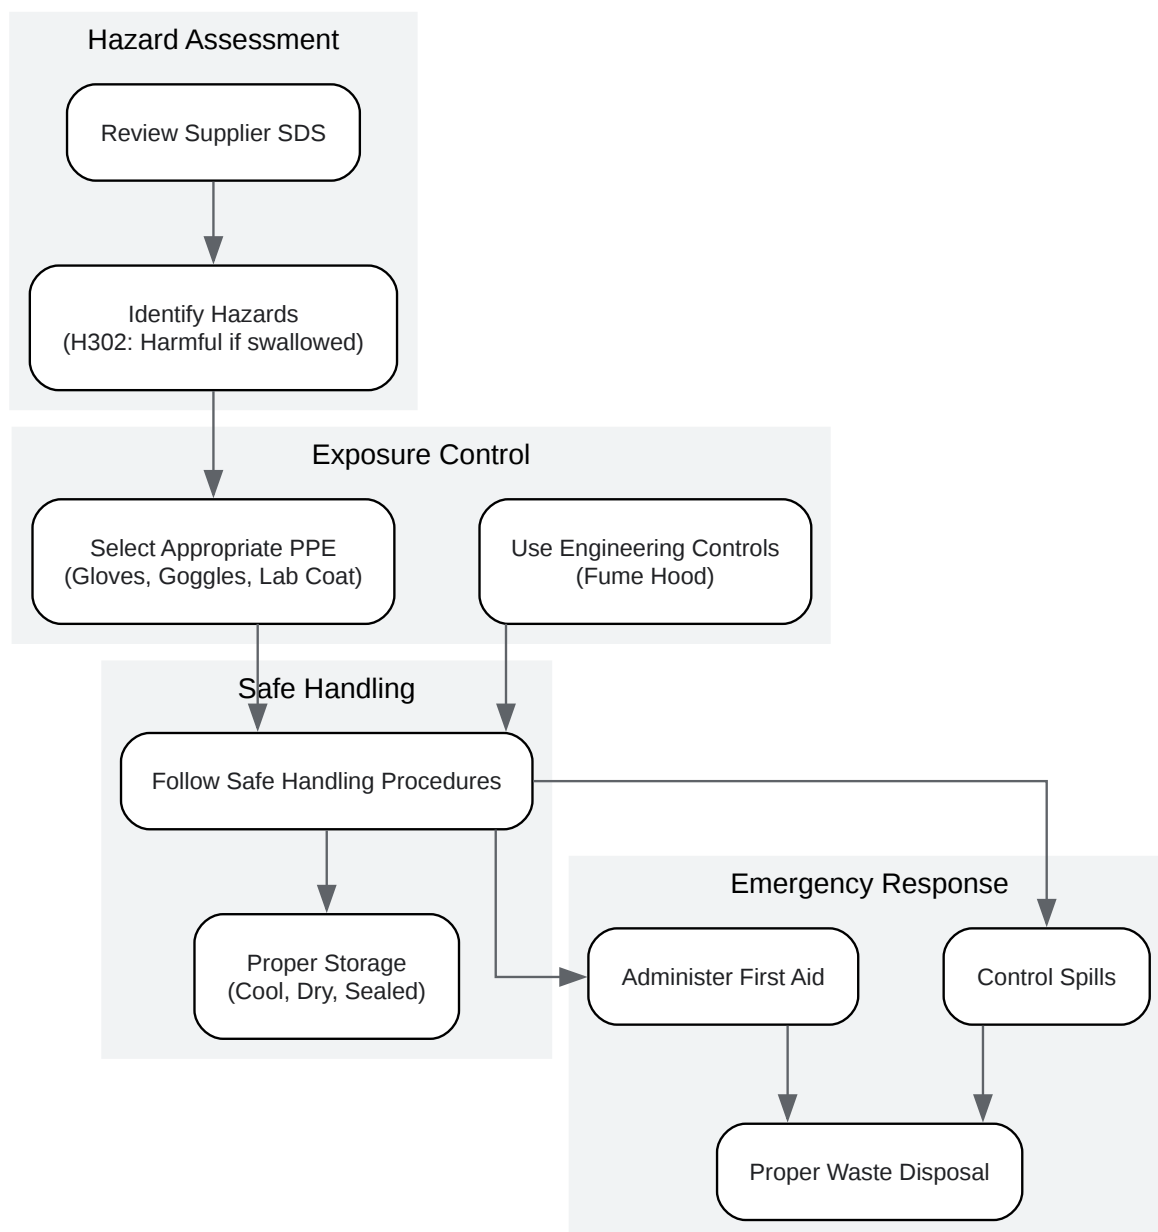 Hazard Assessment
Review Supplier SDS
Identify Hazards
(H302: Harmful if swallowed)
Exposure Control
Select Appropriate PPE
(Gloves, Goggles, Lab Coat)
Use Engineering Controls
(Fume Hood)
Safe Handling
Follow Safe Handling Procedures
Proper Storage
(Cool, Dry, Sealed)
Emergency Response
Administer First Aid
Control Spills
Proper Waste Disposal